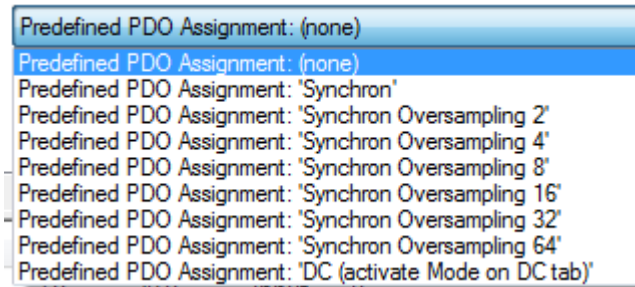 Predefined PDO Assignment: (none)
Predefined PDO Assignment: (none)
Predefined PDO Assignment: 'Synchron'
Predefined PDO Assignment: 'Synchron Oversampling 2'
Predefined PDO Assignment: 'Synchron Oversampling 4'
Predefined PDO Assignment: 'Synchron Oversampling 8'
Predefined PDO Assignment: 'Synchron Oversampling 16'
Predefined PDO Assignment: 'Synchron Oversampling 32'
Predefined PDO Assignment: 'Synchron Oversampling 64'
Predefined PDO Assignment: 'DC (activate Mode on DC tab)'